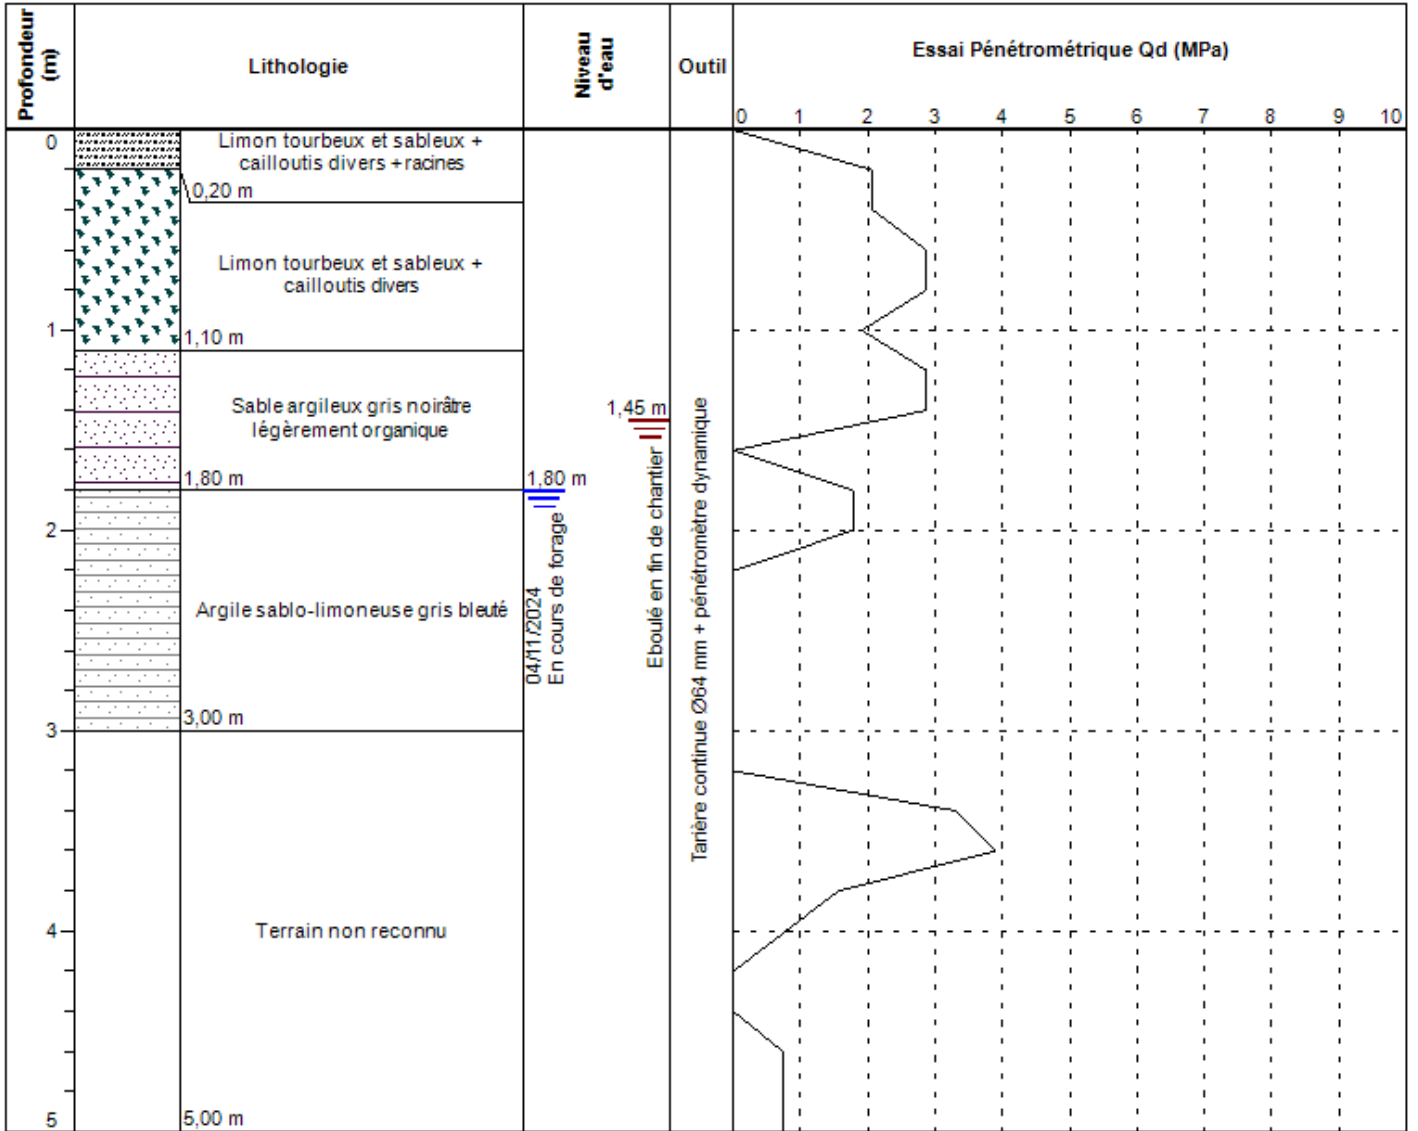 Profondeur
(m)
Lithologie
Niveau
d'eau
Outil
Essai Pénétrométrique Qd (MPa)
0 1 2 3 4 5 6 7 8 9 10
0
Limon tourbeux et sableux +
cailloutis divers + racines
0,20 m
Limon tourbeux et sableux +
cailloutis divers
1
1,10 m
Sable argileux gris noirâtre
légèrement organique
1,45 m
1,80 m
1,80 m
2
Argile sablo-limoneuse gris bleuté
04/11/2024
En cours de forage
Eboulé en fin de chantier
Tarière continue Ø64 mm + pénétromètre dynamique
3,00 m
3
4
Terrain non reconnu
5
5,00 m